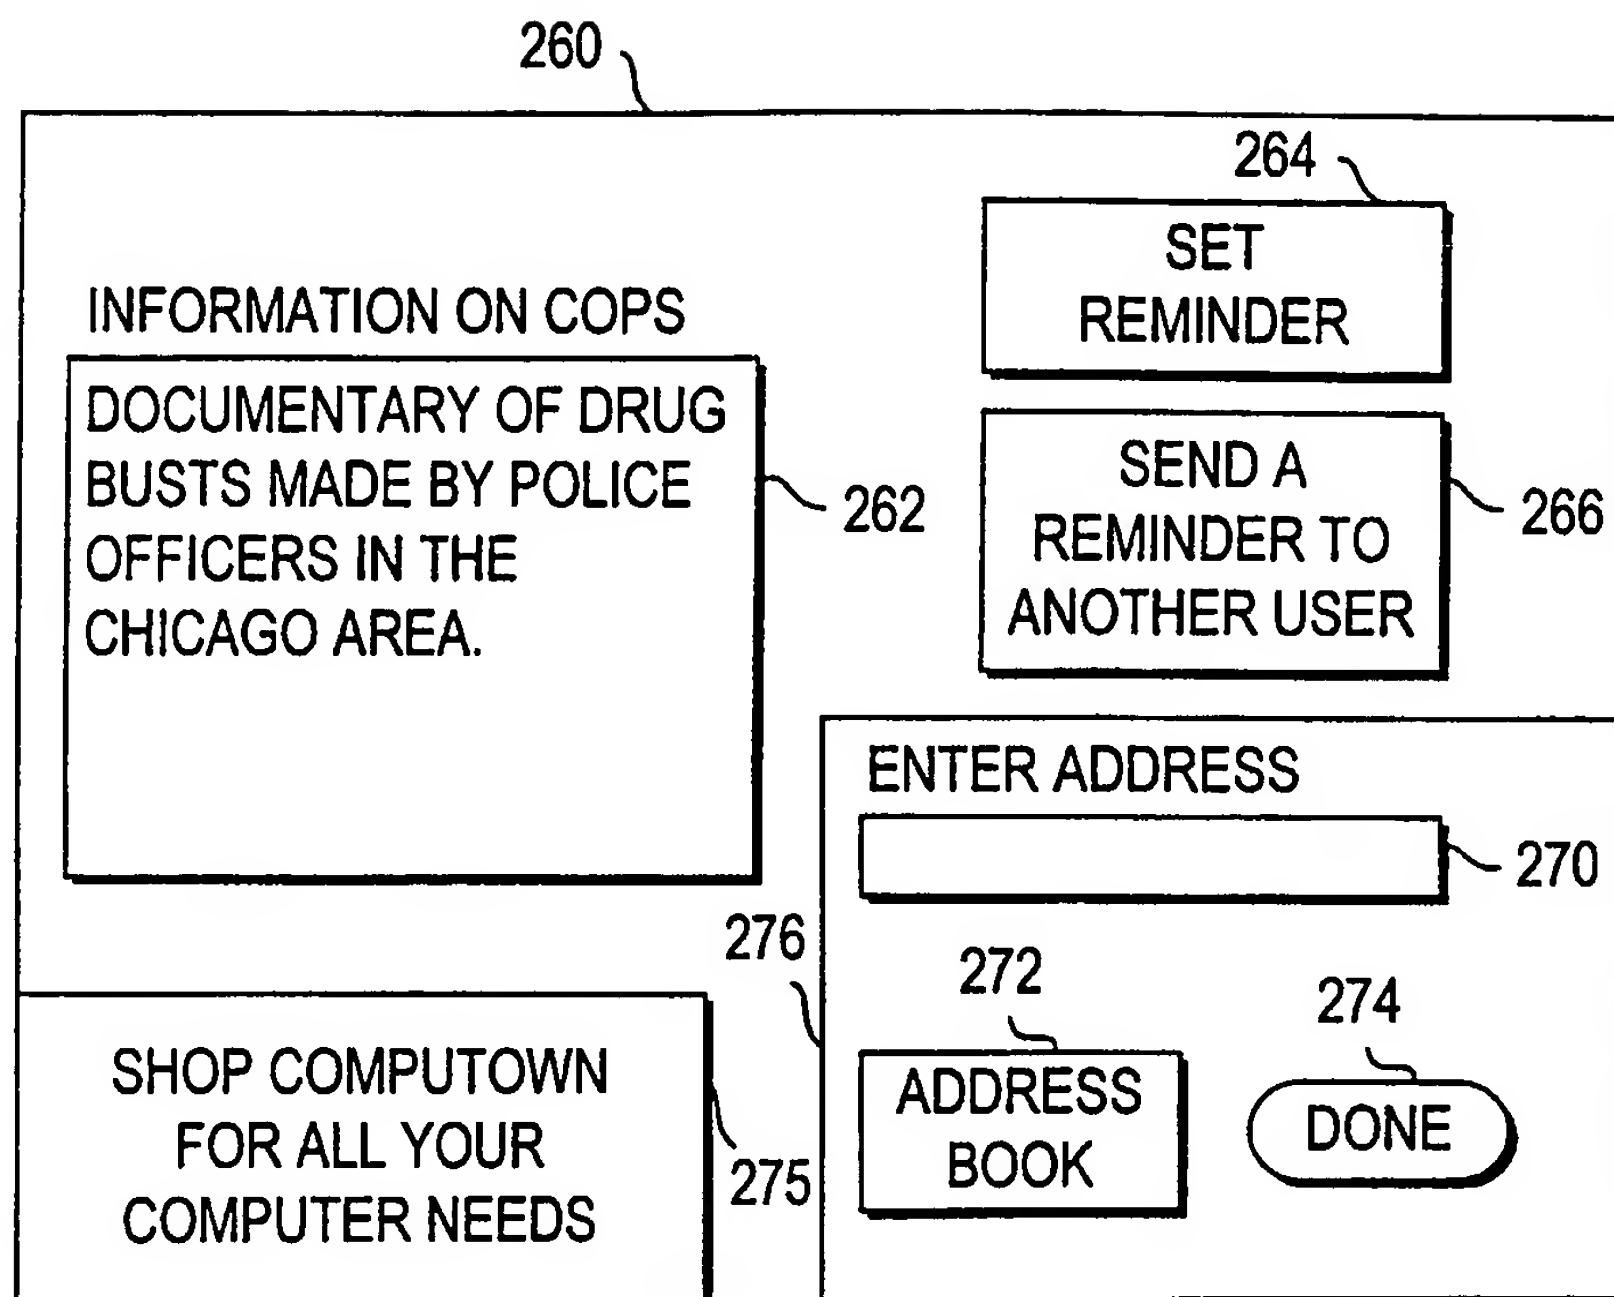 260
264
SET
REMINDER
INFORMATION ON COPS
DOCUMENTARY OF DRUG
BUSTS MADE BY POLICE
OFFICERS IN THE
CHICAGO AREA.
262
SEND A
REMINDER TO
ANOTHER USER
266
ENTER ADDRESS
270
276
272
274
ADDRESS
BOOK
DONE
SHOP COMPUTOWN
FOR ALL YOUR
COMPUTER NEEDS
275